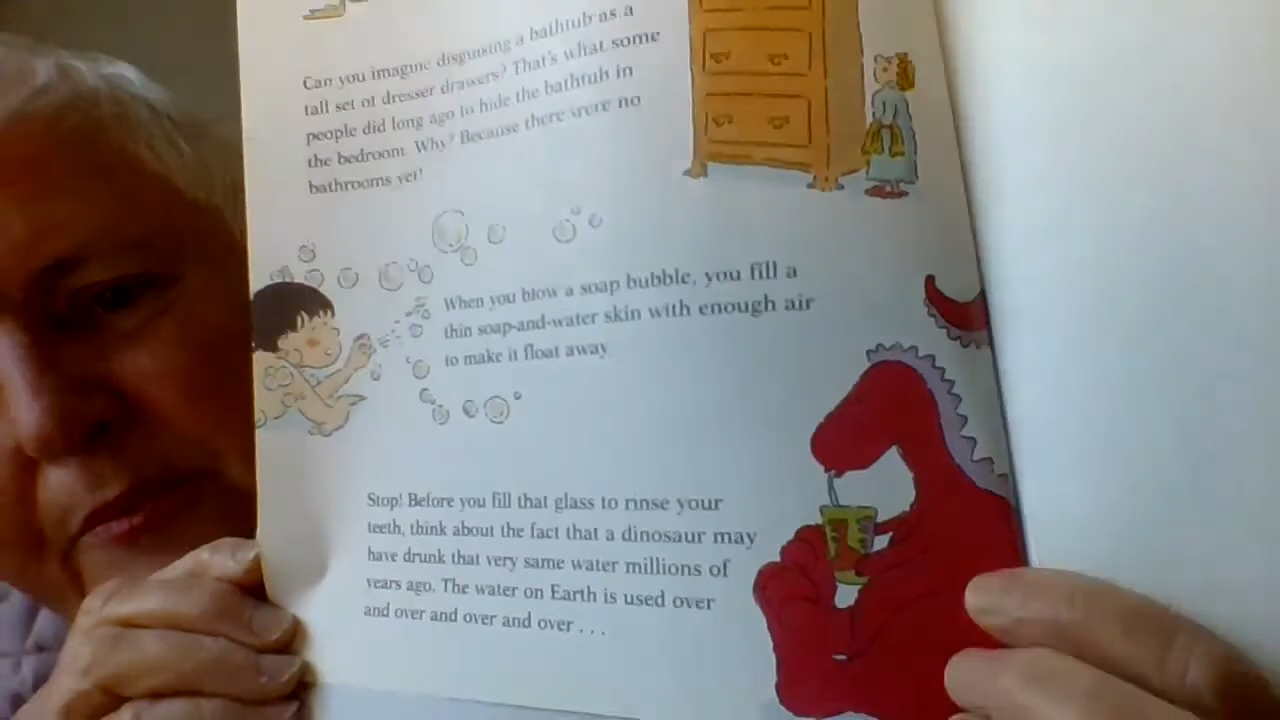 Can you imagine disguising a bathtub as a
tall set of dresser drawers? That's what some
people did long ago to hide the bathtub in
the bedroom. Why? Because there were no
bathrooms yet!
When you blow a soap bubble, you fill a
thin soap-and-water skin with enough air
to make it float away
Stop! Before you fill that glass to rinse your
teeth, think about the fact that a dinosaur may
have drunk that very same water millions of
years ago. The water on Earth is used over
and over and over and over . . .